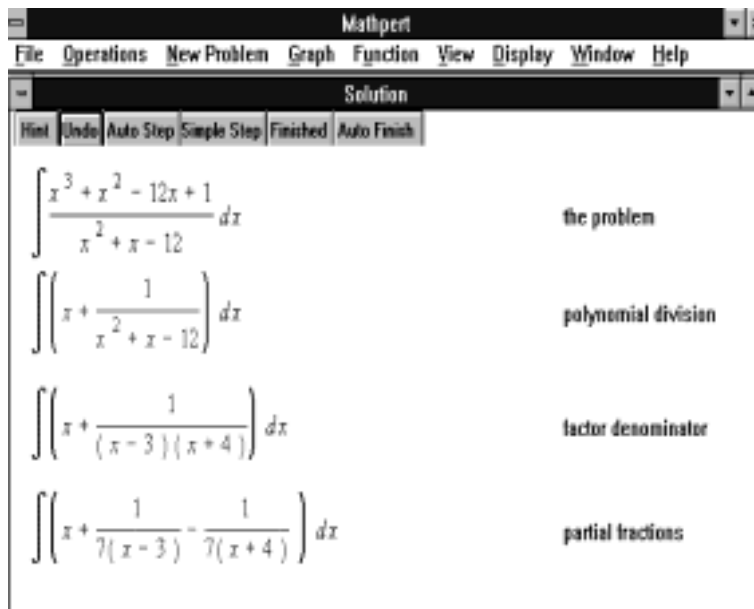 Mathpert
File Operations New Problem Graph Function View Display Window Help
Solution
Hint Undo Auto Step Simple Step Finished Auto Finish
∫ (x^3 + x^2 - 12x + 1)/(x^2 + x - 12) dx the problem
∫ (x + 1/(x^2 + x - 12)) dx polynomial division
∫ (x + 1/((x - 3)(x + 4))) dx factor denominator
∫ (x + 1/(7(x - 3)) - 1/(7(x + 4))) dx partial fractions